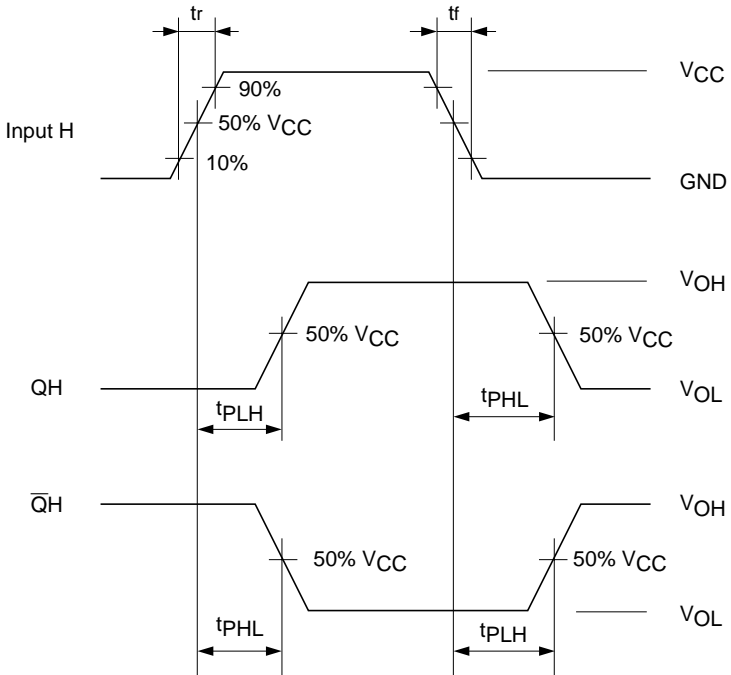 tr
tf
VCC
90%
Input H
50% VCC
10%
GND
VOH
50% VCC
50% VCC
QH
VOL
tPLH
tPHL
Q̅H
VOH
50% VCC
50% VCC
VOL
tPHL
tPLH